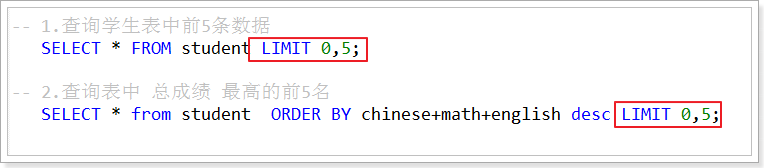 -- 1.查询学生表中前5条数据
SELECT * FROM student LIMIT 0,5;
-- 2.查询表中 总成绩 最高的前5名
SELECT * from student  ORDER BY chinese+math+english desc LIMIT 0,5;